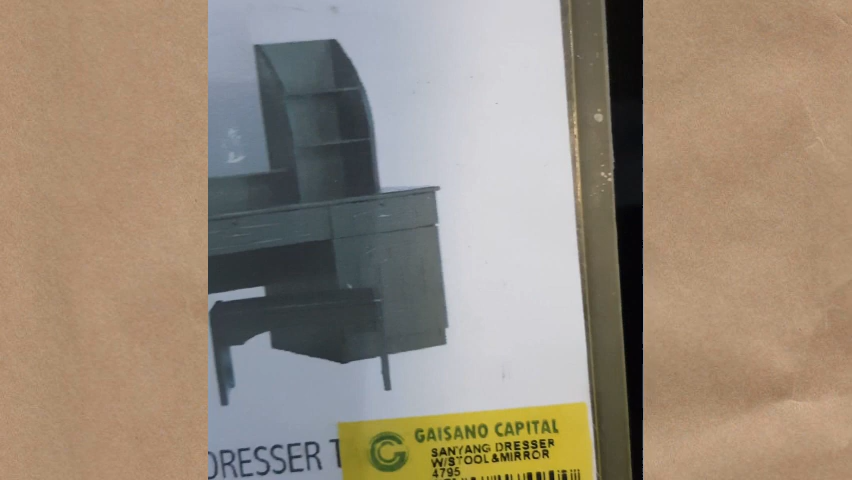 DRESSER T
GAISANO CAPITAL
SANYANG DRESSER
W/STOOL&MIRROR
4795